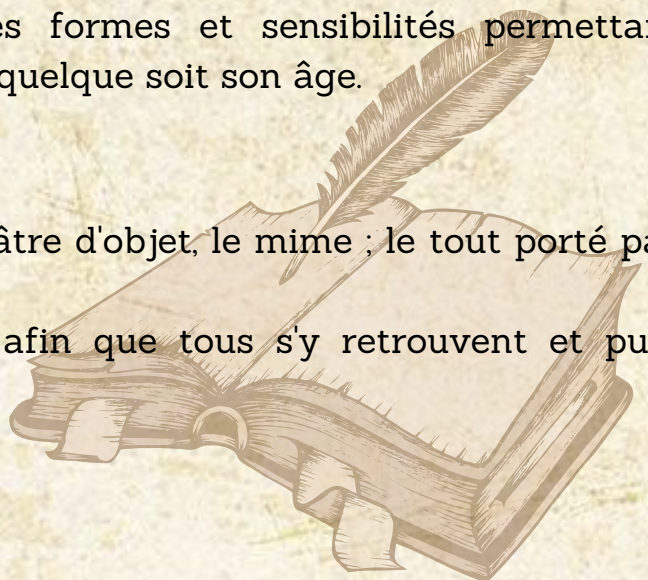 es formes et sensibilités permettan
quelque soit son âge.
âtre d'objet, le mime ; le tout porté pa
afin que tous s'y retrouvent et pu